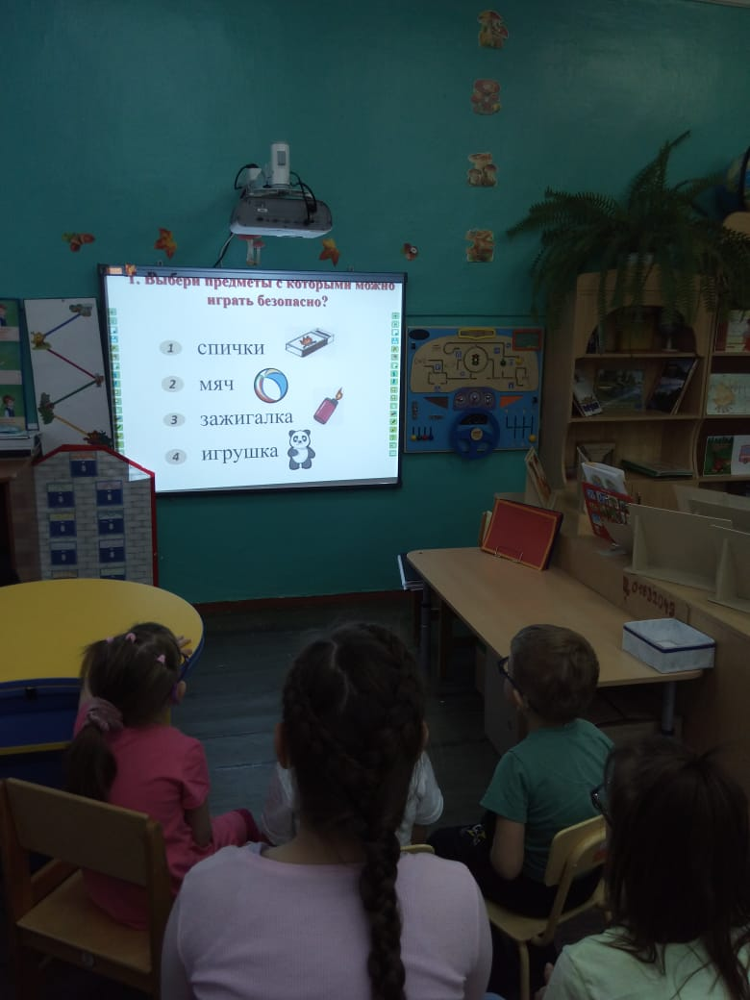 1. Выбери предметы с которыми можно
играть безопасно?
1 спички
2 мяч
3 зажигалка
4 игрушка